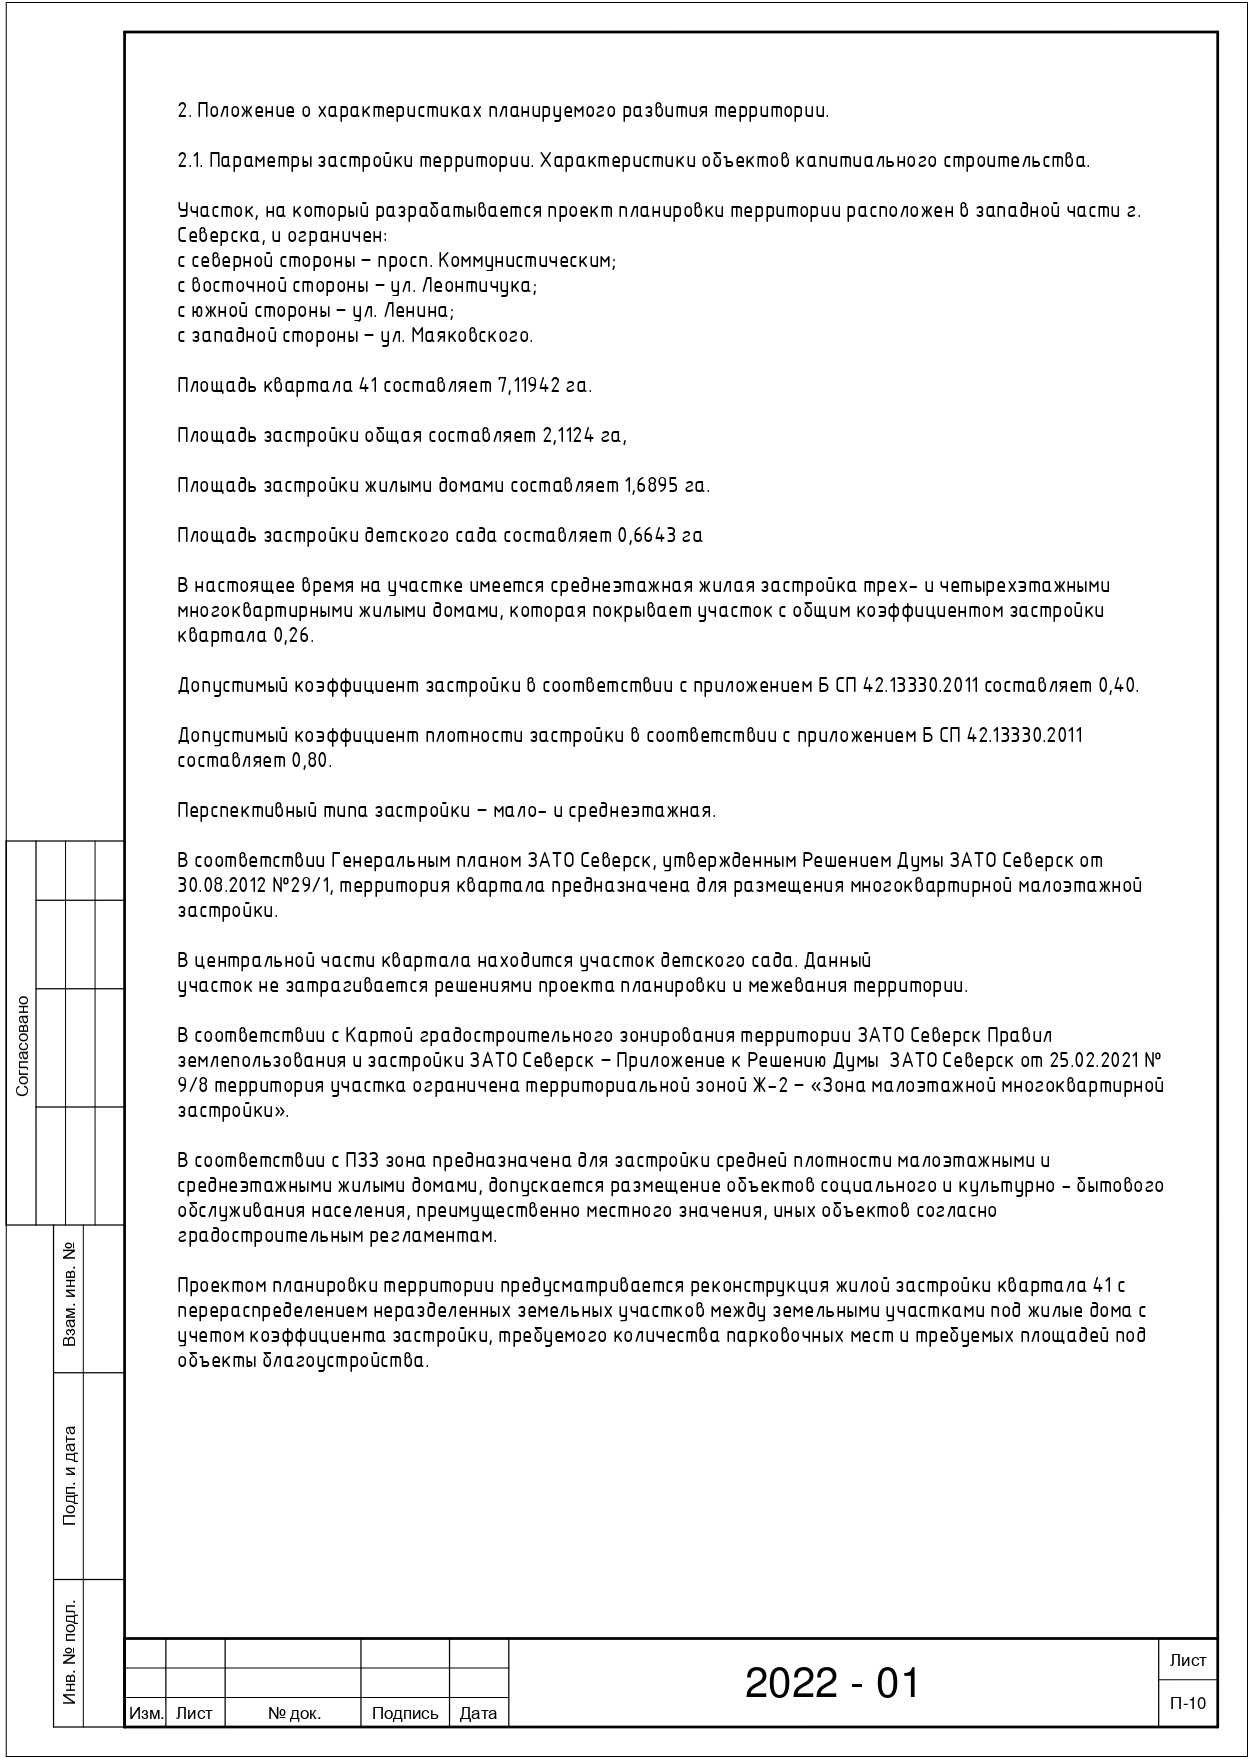 2. Положение о характеристиках планируемого развития территории.
2.1. Параметры застройки территории. Характеристики объектов капитиального строительства.
Участок, на который разрабатывается проект планировки территории расположен в западной части г.
Северска, и ограничен:
с северной стороны – просп. Коммунистическим;
с восточной стороны – ул. Леонтичука;
с южной стороны – ул. Ленина;
с западной стороны – ул. Маяковского.
Площадь квартала 41 составляет 7,11942 га.
Площадь застройки общая составляет 2,1124 га,
Площадь застройки жилыми домами составляет 1,6895 га.
Площадь застройки детского сада составляет 0,6643 га
В настоящее время на участке имеется среднеэтажная жилая застройка трех- и четырехэтажными
многоквартирными жилыми домами, которая покрывает участок с общим коэффициентом застройки
квартала 0,26.
Допустимый коэффициент застройки в соответствии с приложением Б СП 42.13330.2011 составляет 0,40.
Допустимый коэффициент плотности застройки в соответствии с приложением Б СП 42.13330.2011
составляет 0,80.
Перспективный типа застройки – мало- и среднеэтажная.
В соответствии Генеральным планом ЗАТО Северск, утвержденным Решением Думы ЗАТО Северск от
30.08.2012 №29/1, территория квартала предназначена для размещения многоквартирной малоэтажной
застройки.
В центральной части квартала находится участок детского сада. Данный
участок не затрагивается решениями проекта планировки и межевания территории.
В соответствии с Картой градостроительного зонирования территории ЗАТО Северск Правил
землепользования и застройки ЗАТО Северск – Приложение к Решению Думы ЗАТО Северск от 25.02.2021 №
9/8 территория участка ограничена территориальной зоной Ж-2 – «Зона малоэтажной многоквартирной
застройки».
В соответствии с ПЗЗ зона предназначена для застройки средней плотности малоэтажными и
среднеэтажными жилыми домами, допускается размещение объектов социального и культурно - бытового
обслуживания населения, преимущественно местного значения, иных объектов согласно
градостроительным регламентам.
Проектом планировки территории предусматривается реконструкция жилой застройки квартала 41 с
перераспределением неразделенных земельных участков между земельными участками под жилые дома с
учетом коэффициента застройки, требуемого количества парковочных мест и требуемых площадей под
объекты благоустройства.
Согласовано
Взам. инв. №
Подп. и дата
Инв. № подл.
Изм. Лист № док. Подпись Дата
2022 - 01
Лист
П-10